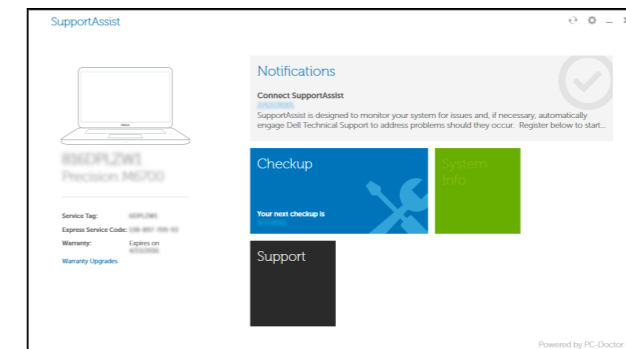 SupportAssist
Notifications
Connect SupportAssist
SupportAssist is designed to monitor your system for issues and, if necessary, automatically
engage Dell Technical Support to address problems should they occur. Register below to start...
Precision M6700
Service Tag:
Express Service Code:
Warranty: Expires on
Warranty Upgrades
Checkup
Your next checkup is
System
Info
Support
Powered by PC-Doctor